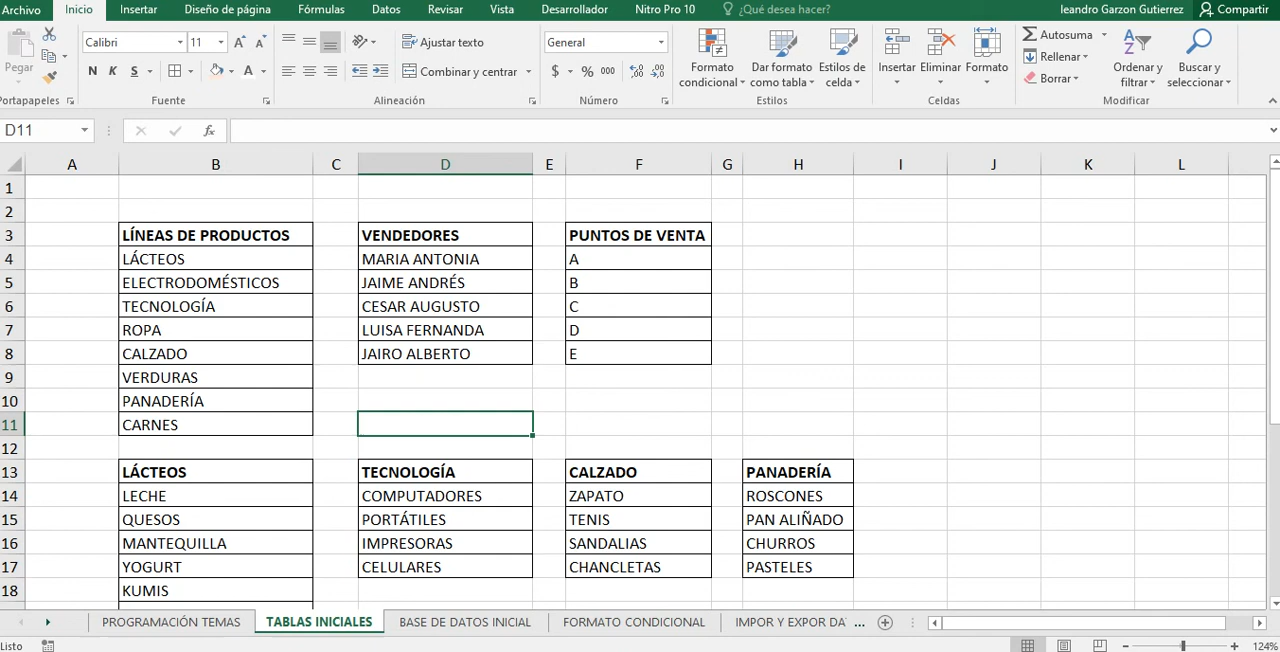 Archivo Inicio Insertar Diseño de página Fórmulas Datos Revisar Vista Desarrollador Nitro Pro 10 ¿Qué desea hacer? leandro Garzon Gutierrez Compartir
Pegar Calibri 11 Ajustar texto General Autosuma
N K S A Combinar y centrar $ % 000 Rellenar
Formato condicional Dar formato como tabla Estilos de celda Insertar Eliminar Formato Borrar Ordenar y filtrar Buscar y seleccionar
Portapapeles Fuente Alineación Número Estilos Celdas Modificar
D11 fx
A B C D E F G H I J K L
1
2
3 LÍNEAS DE PRODUCTOS VENDEDORES PUNTOS DE VENTA
4 LÁCTEOS MARIA ANTONIA A
5 ELECTRODOMÉSTICOS JAIME ANDRÉS B
6 TECNOLOGÍA CESAR AUGUSTO C
7 ROPA LUISA FERNANDA D
8 CALZADO JAIRO ALBERTO E
9 VERDURAS
10 PANADERÍA
11 CARNES
12
13 LÁCTEOS TECNOLOGÍA CALZADO PANADERÍA
14 LECHE COMPUTADORES ZAPATO ROSCONES
15 QUESOS PORTÁTILES TENIS PAN ALIÑADO
16 MANTEQUILLA IMPRESORAS SANDALIAS CHURROS
17 YOGURT CELULARES CHANCLETAS PASTELES
18 KUMIS
PROGRAMACIÓN TEMAS TABLAS INICIALES BASE DE DATOS INICIAL FORMATO CONDICIONAL IMPOR Y EXPOR DA ...
Listo 124%